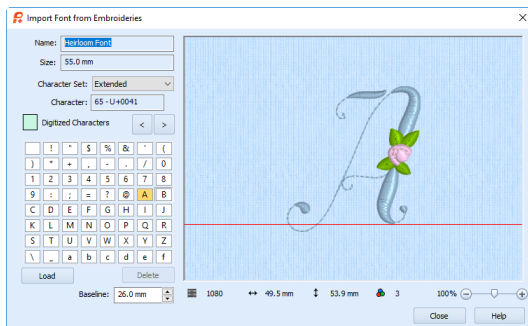 Import Font from Embroideries
Name: Heirloom Font
Size: 55.0 mm
Character Set: Extended
Character: 65 - U+0041
Digitized Characters < >
! " $ % & ' (
) * + , - . / 0
1 2 3 4 5 6 7 8
9 : ; = ? @ A B
C D E F G H I J
K L M N O P Q R
S T U V W X Y Z
\ _ a b c d e f
Load Delete
Baseline: 26.0 mm
1080 49.5 mm 53.9 mm 3 100%
Close Help